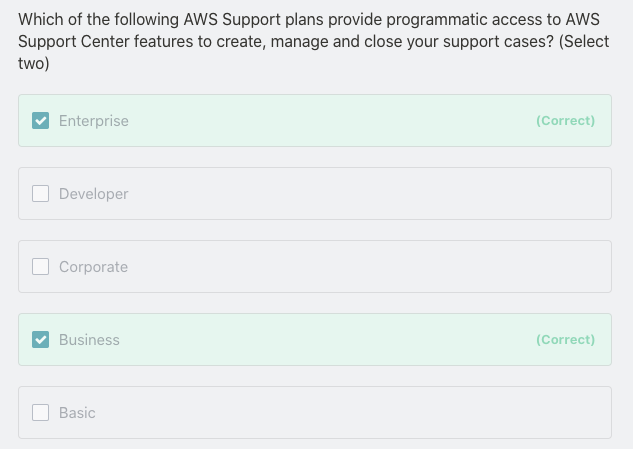 Which of the following AWS Support plans provide programmatic access to AWS
Support Center features to create, manage and close your support cases? (Select
two)
Enterprise (Correct)
Developer
Corporate
Business (Correct)
Basic